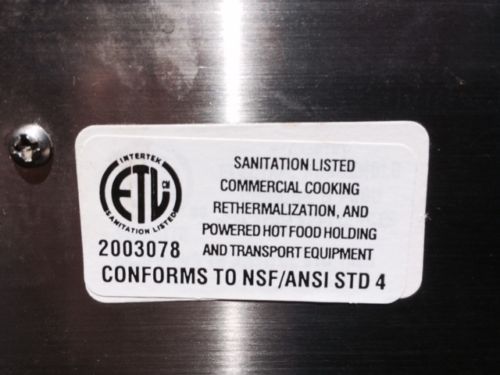 INTERTEK
ETL CM
SANITATION LISTED
2003078
SANITATION LISTED
COMMERCIAL COOKING
RETHERMALIZATION, AND
POWERED HOT FOOD HOLDING
AND TRANSPORT EQUIPMENT
CONFORMS TO NSF/ANSI STD 4